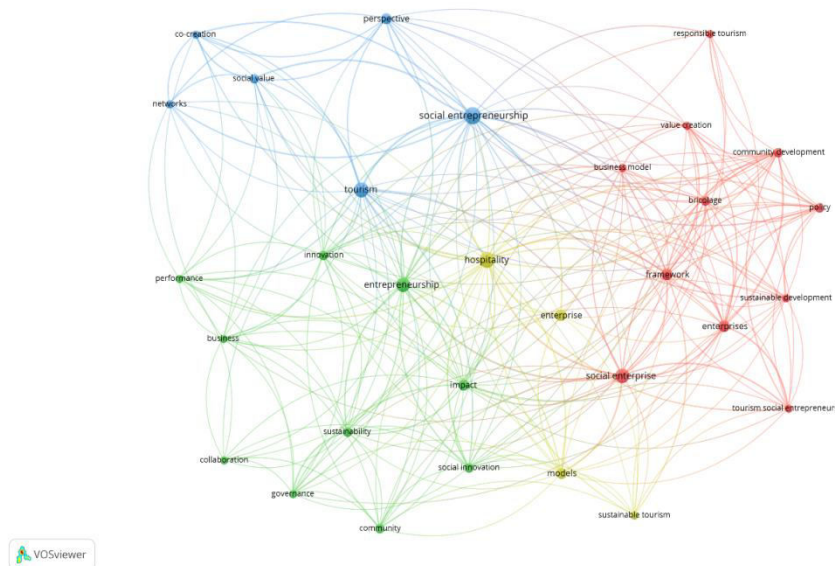 perspective
co-creation
responsible tourism
social value
networks
social entrepreneurship
value creation
community development
business model
tourism
bricolage
policy
innovation
hospitality
framework
performance
entrepreneurship
sustainable development
enterprise
enterprises
business
social enterprise
impact
tourism social entrepreneur
sustainability
collaboration
social innovation
models
governance
sustainable tourism
community
VOSviewer